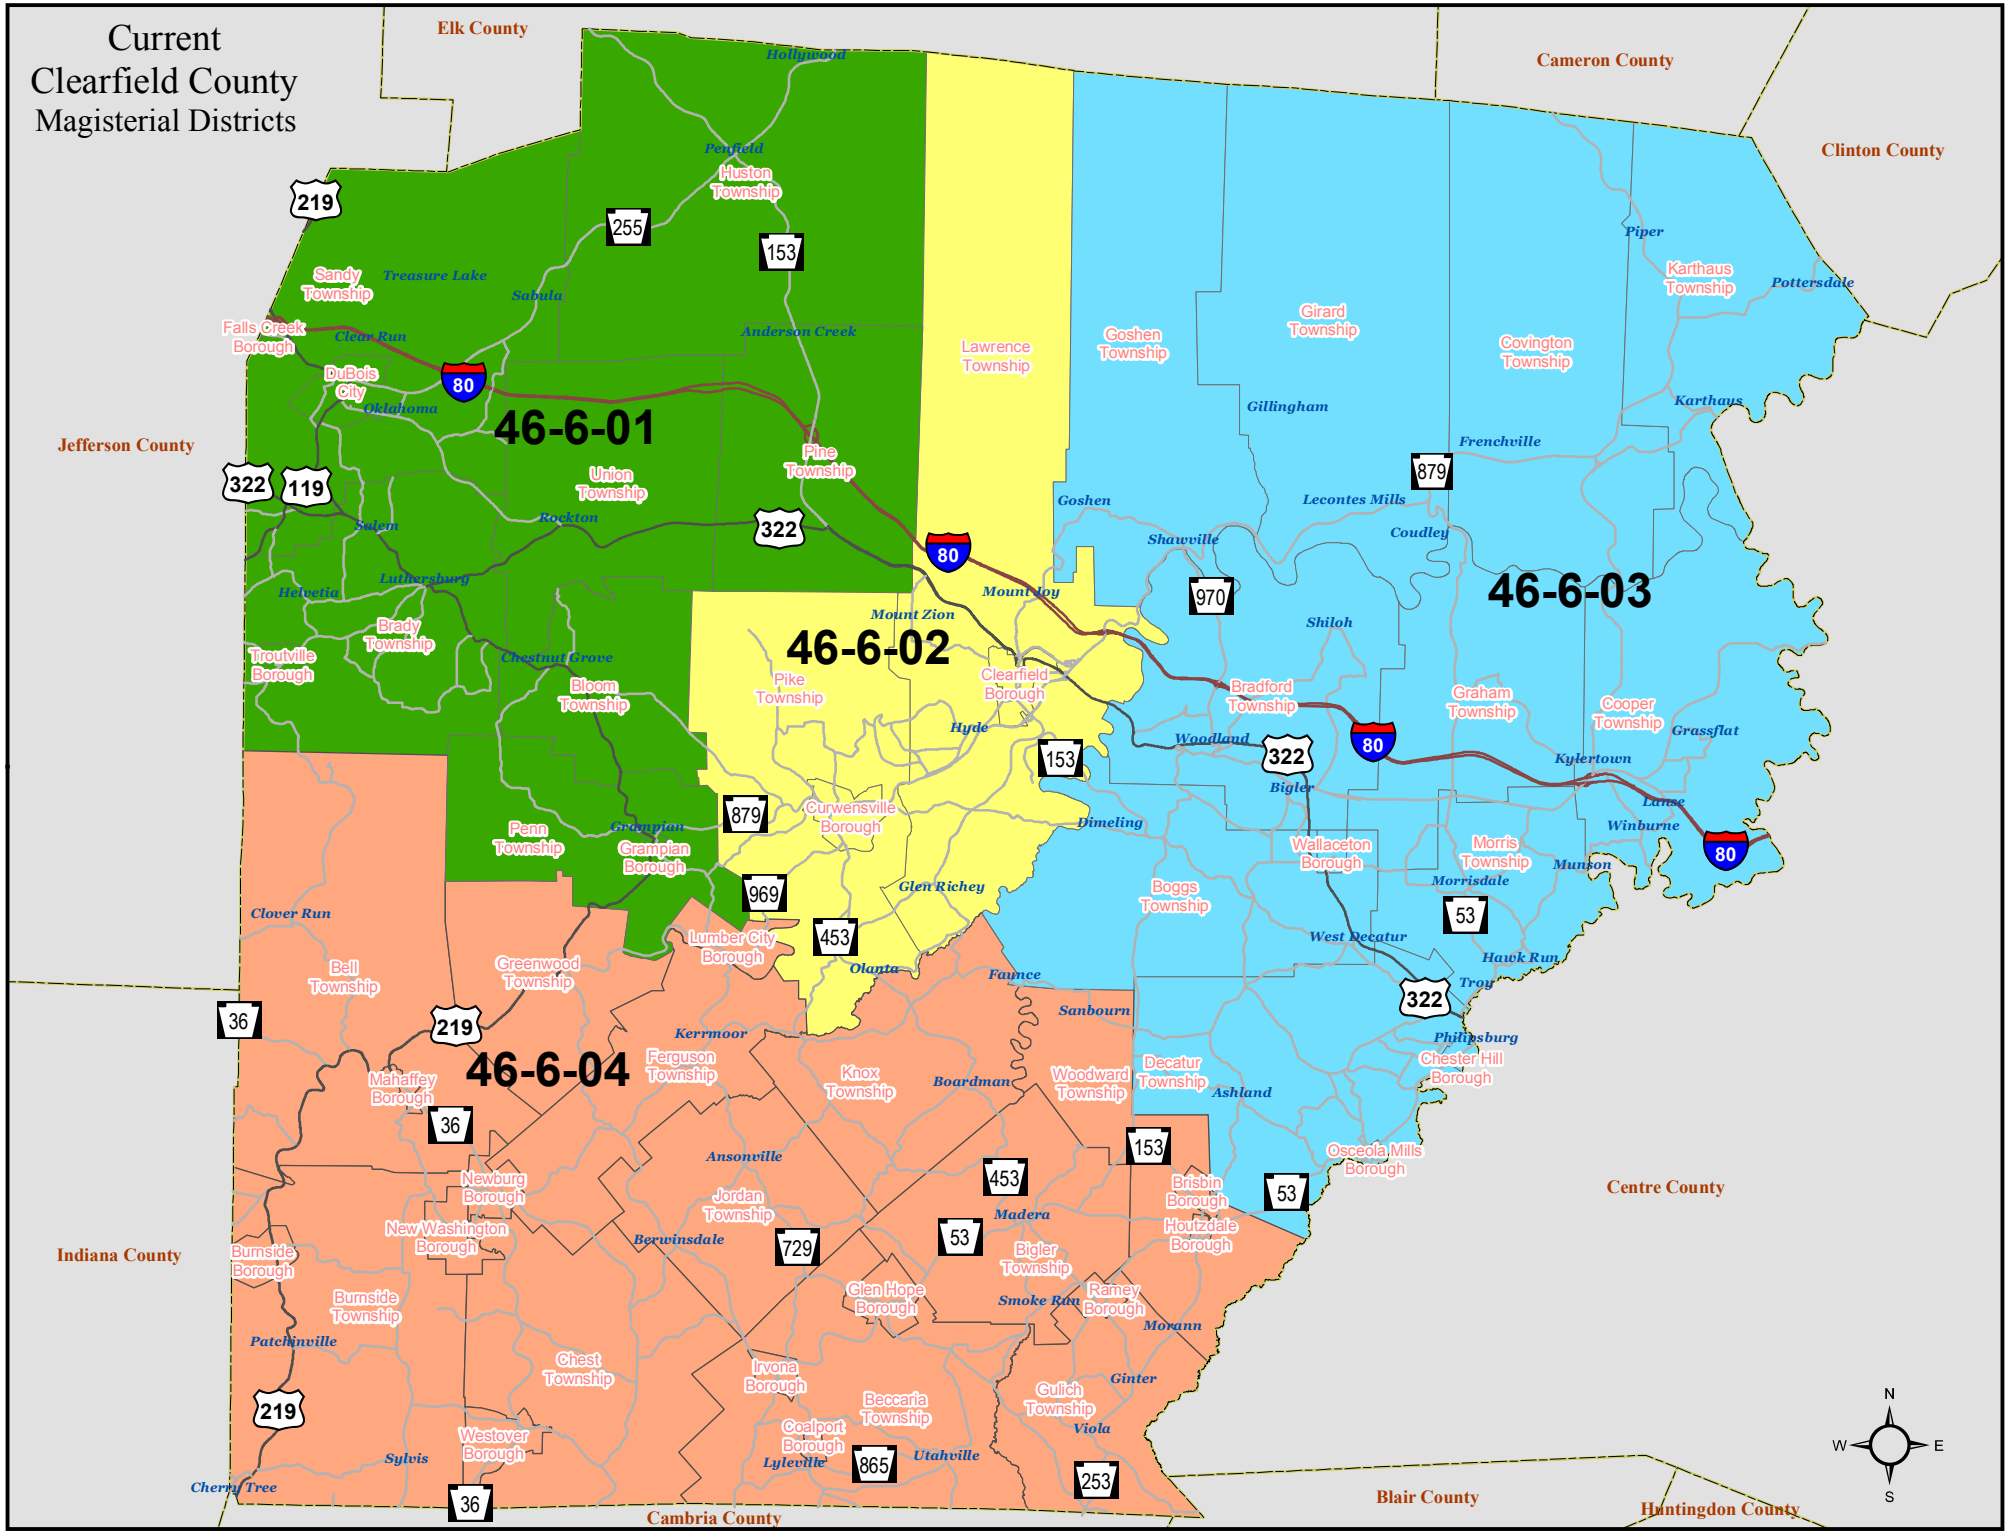 Current
Clearfield County
Magisterial Districts
Elk County
Cameron County
Clinton County
Jefferson County
Indiana County
Centre County
Cambria County
Blair County
Huntingdon County
46-6-01
Hollywood
Penfield
Huston
Township
219
255
153
Sandy
Township
Treasure Lake
Sabula
Falls Creek
Borough
Clear Run
Anderson Creek
DuBois
City
80
Oklahoma
Pine
Township
Union
Township
322
119
Salem
Rockton
322
Luthersburg
Helvetia
Brady
Township
Troutville
Borough
Chestnut Grove
Bloom
Township
Penn
Township
Grampian
Grampian
Borough
46-6-02
Lawrence
Township
80
Mount Joy
Mount Zion
Pike
Township
Clearfield
Borough
Hyde
153
879
Curwensville
Borough
969
Glen Richey
453
Olanta
46-6-03
Goshen
Township
Girard
Township
Covington
Township
Piper
Karthaus
Township
Pottersdale
Gillingham
Karthaus
Frenchville
879
Goshen
Lecontes Mills
Coudley
Shawville
970
Shiloh
Bradford
Township
Graham
Township
Cooper
Township
Grassflat
Woodland
322
80
Kylertown
Bigler
Lanse
Winburne
80
Dimeling
Wallaceton
Borough
Morris
Township
Munson
Morrisdale
53
Boggs
Township
West Decatur
Hawk Run
Troy
322
Philipsburg
Chester Hill
Borough
Decatur
Township
Ashland
Osceola Mills
Borough
53
46-6-04
Clover Run
Bell
Township
Greenwood
Township
Lumber City
Borough
Faunce
Sanbourn
36
219
Kerrmoor
Ferguson
Township
Knox
Township
Boardman
Woodward
Township
Mahaffey
Borough
36
153
Ansonville
453
Newburg
Borough
Jordan
Township
Brisbin
Borough
Madera
New Washington
Borough
Berwinsdale
729
53
Houtzdale
Borough
Burnside
Borough
Bigler
Township
Burnside
Township
Glen Hope
Borough
Smoke Run
Ramey
Borough
Morann
Patchinville
Chest
Township
Irvona
Borough
Ginter
219
Beccaria
Township
Gulich
Township
Viola
Westover
Borough
Coalport
Borough
Sylvis
Lyleville
865
Utahville
253
Cherry Tree
36
N
W
E
S